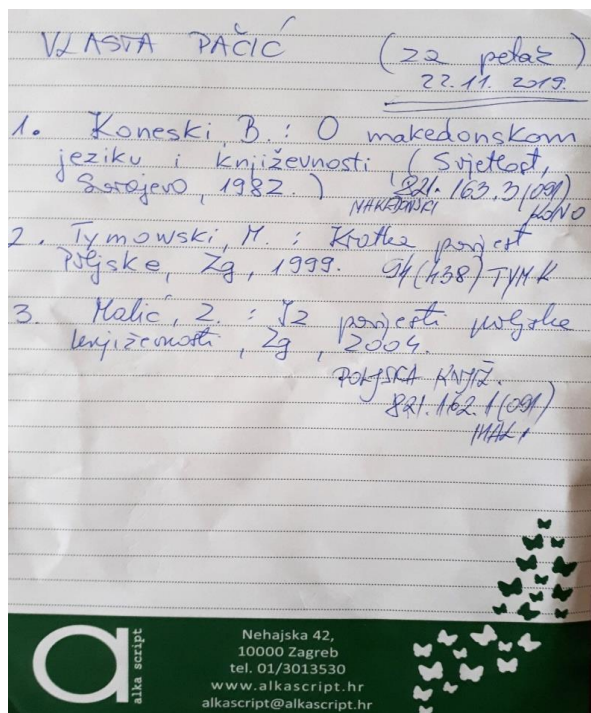 VLASTA PAČIĆ (za petak)
22.11.2019.
1. Koneski, B.: O makedonskom
jeziku i književnosti, (Svjetlost,
Sarajevo, 1982.) 821.163.3(091)
MAKEDONSKI KONO
2. Tymowski, M.: Kratka povijest
Poljske, Zg, 1999. 94(438) TYM K
3. Malić, Z.: Iz povijesti poljske
književnosti, Zg, 2004.
POLJSKA KNJIŽ.
821.162.1(091)
MAL i
alka script
Nehajska 42,
10000 Zagreb
tel. 01/3013530
www.alkascript.hr
alkascript@alkascript.hr